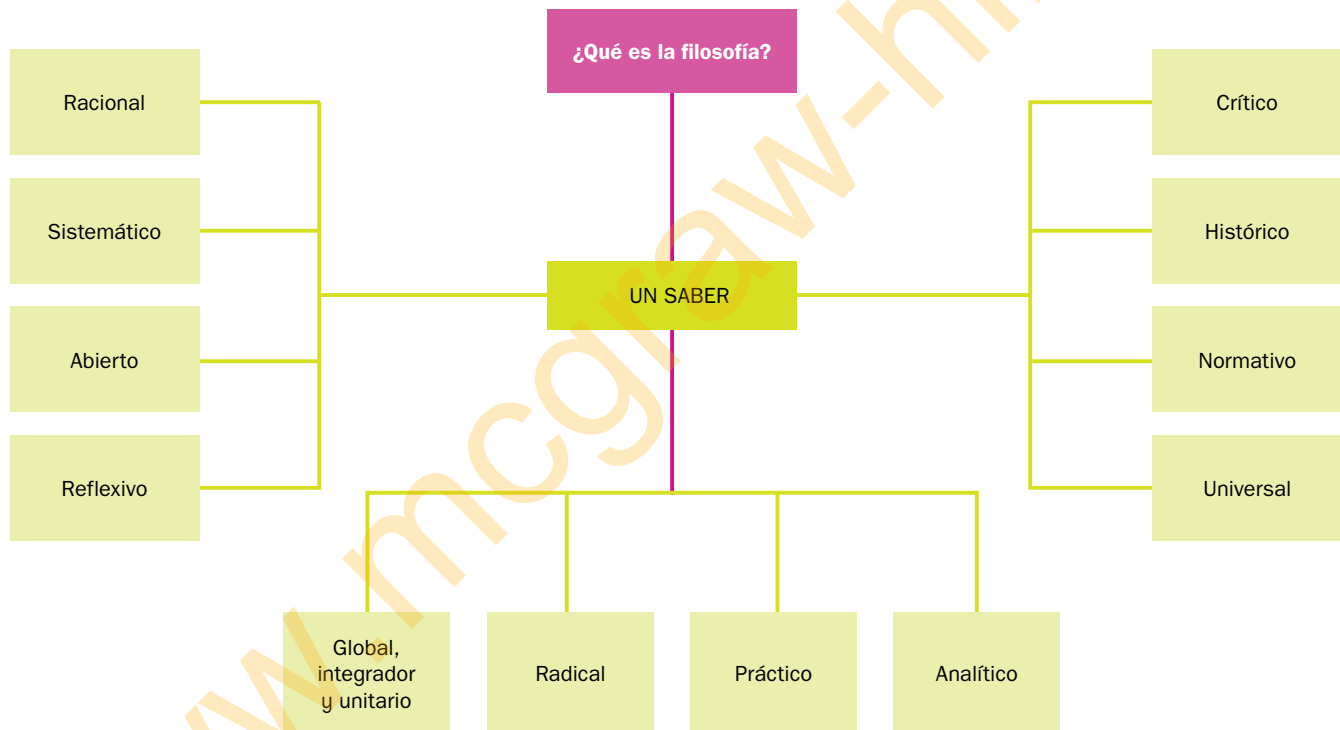 ¿Qué es la filosofía?
Racional
Crítico
Sistemático
Histórico
UN SABER
Abierto
Normativo
Reflexivo
Universal
Global,
integrador
y unitario
Radical
Práctico
Analítico
www.mcgraw-h